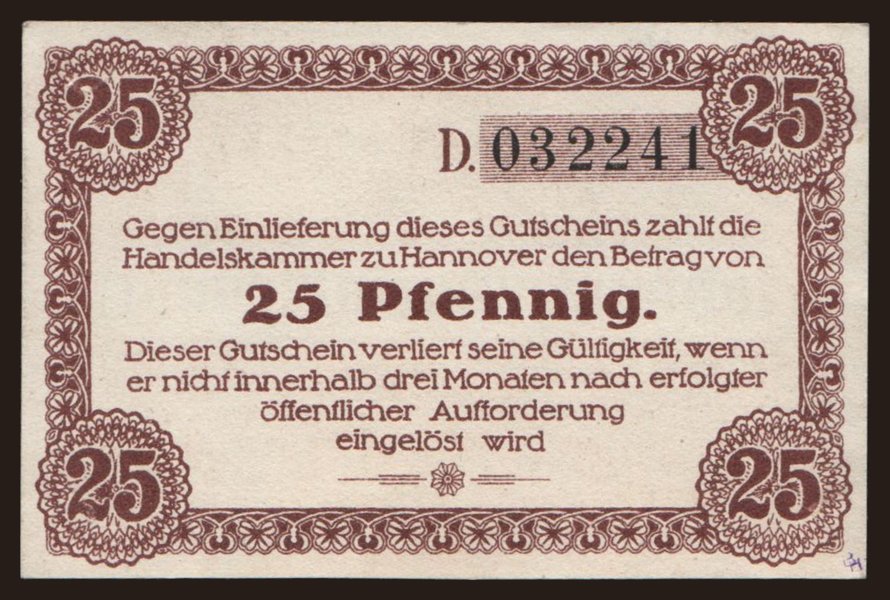 25 25
D. 032241
Gegen Einlieferung dieses Gutscheins zahlt die
Handelskammer zu Hannover den Betrag von
25 Pfennig.
Dieser Gutschein verliert seine Gültigkeit, wenn
er nicht innerhalb drei Monaten nach erfolgter
öffentlicher Aufforderung
eingelöst wird
25 25